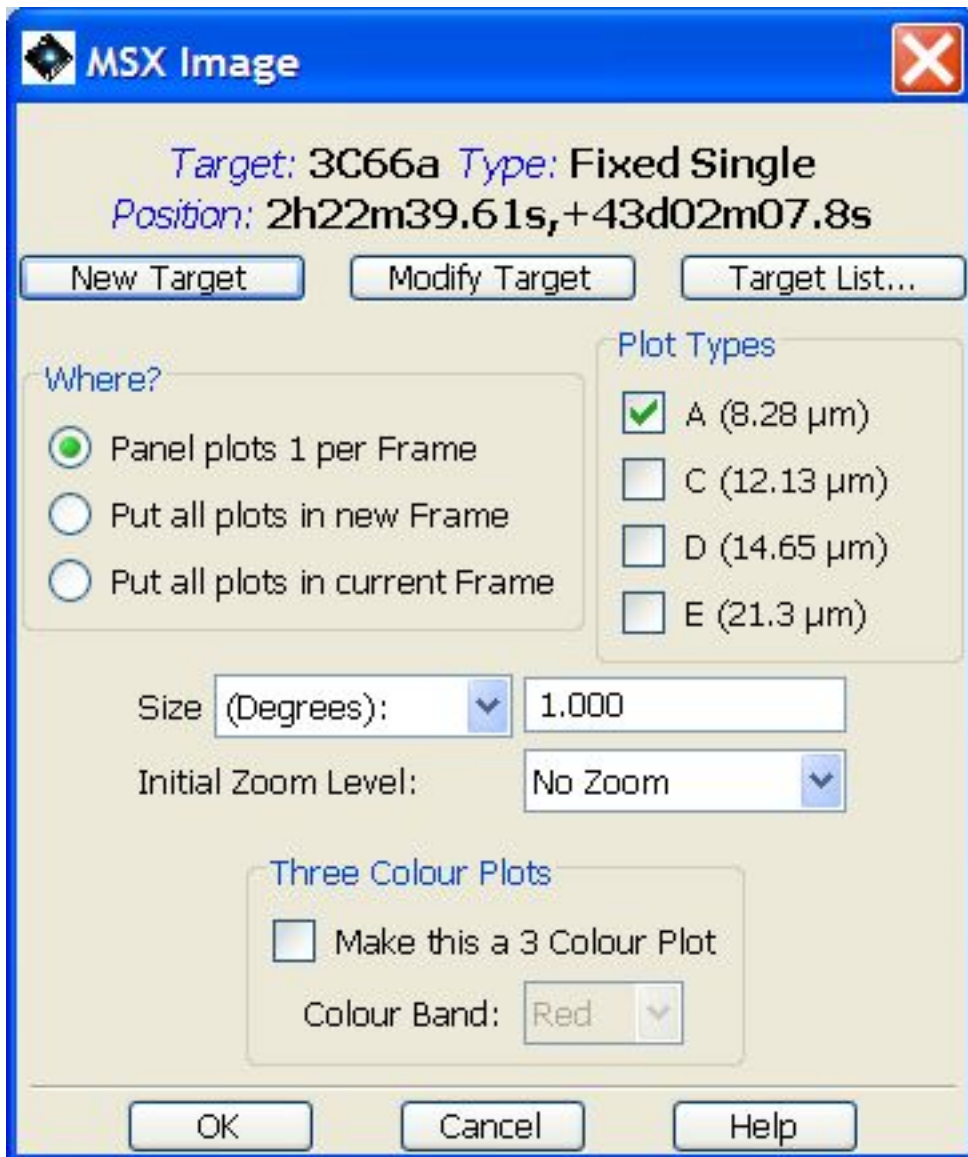 MSX Image
Target: 3C66a Type: Fixed Single
Position: 2h22m39.61s,+43d02m07.8s
New Target Modify Target Target List...
Where?
Panel plots 1 per Frame
Put all plots in new Frame
Put all plots in current Frame
Plot Types
A (8.28 µm)
C (12.13 µm)
D (14.65 µm)
E (21.3 µm)
Size (Degrees): 1.000
Initial Zoom Level: No Zoom
Three Colour Plots
Make this a 3 Colour Plot
Colour Band: Red
OK Cancel Help